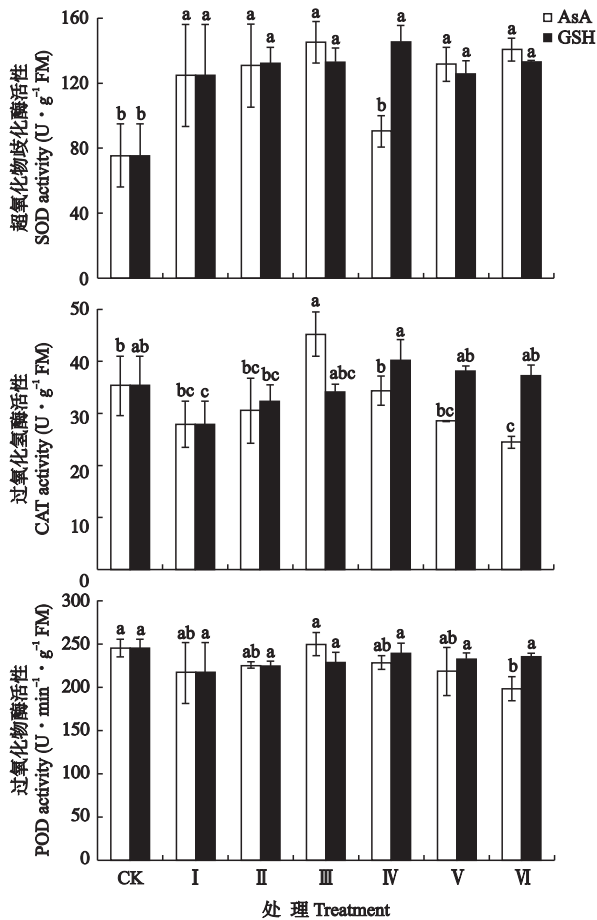 AsA
GSH
超氧化物歧化酶活性
SOD activity (U・g⁻¹ FM)
160
120
80
40
0
a a a a a a a a a a a
b b b
过氧化氢酶活性
CAT activity (U・g⁻¹ FM)
50
40
30
20
10
0
b ab bc c bc bc a abc b a bc ab c ab
过氧化物酶活性
POD activity (U・min⁻¹・g⁻¹ FM)
300
250
200
150
100
50
0
a a ab a ab a a a ab a ab a b a
CK Ⅰ Ⅱ Ⅲ Ⅳ Ⅴ Ⅵ
处 理 Treatment